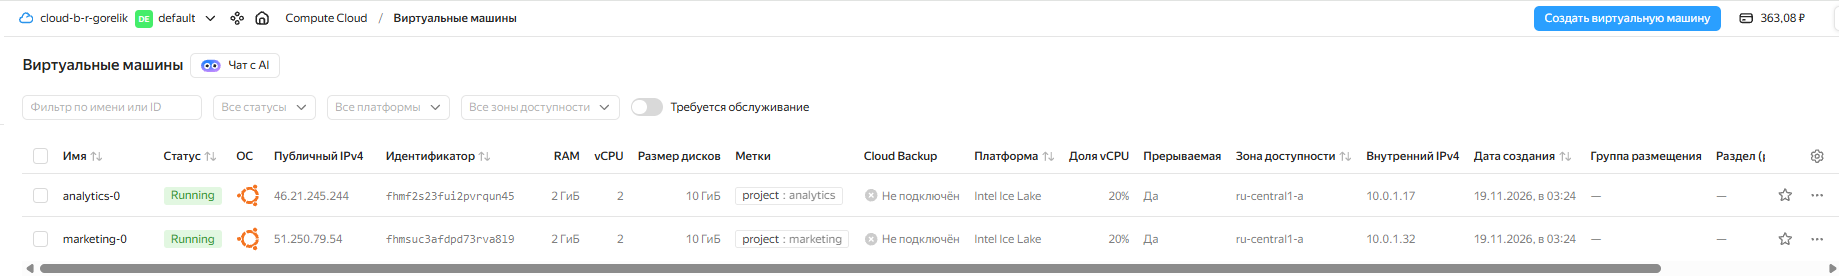 cloud-b-r-gorelik DE default Compute Cloud / Виртуальные машины Создать виртуальную машину 363,08 ₽
Виртуальные машины Чат с AI
Фильтр по имени или ID Все статусы Все платформы Все зоны доступности Требуется обслуживание
Имя Статус ОС Публичный IPv4 Идентификатор RAM vCPU Размер дисков Метки Cloud Backup Платформа Доля vCPU Прерываемая Зона доступности Внутренний IPv4 Дата создания Группа размещения Раздел (р
analytics-0 Running 46.21.245.244 fhmf2s23fui2pvrqun45 2 ГиБ 2 10 ГиБ project : analytics Не подключён Intel Ice Lake 20% Да ru-central1-a 10.0.1.17 19.11.2026, в 03:24 — —
marketing-0 Running 51.250.79.54 fhmsuc3afdpd73rva819 2 ГиБ 2 10 ГиБ project : marketing Не подключён Intel Ice Lake 20% Да ru-central1-a 10.0.1.32 19.11.2026, в 03:24 — —